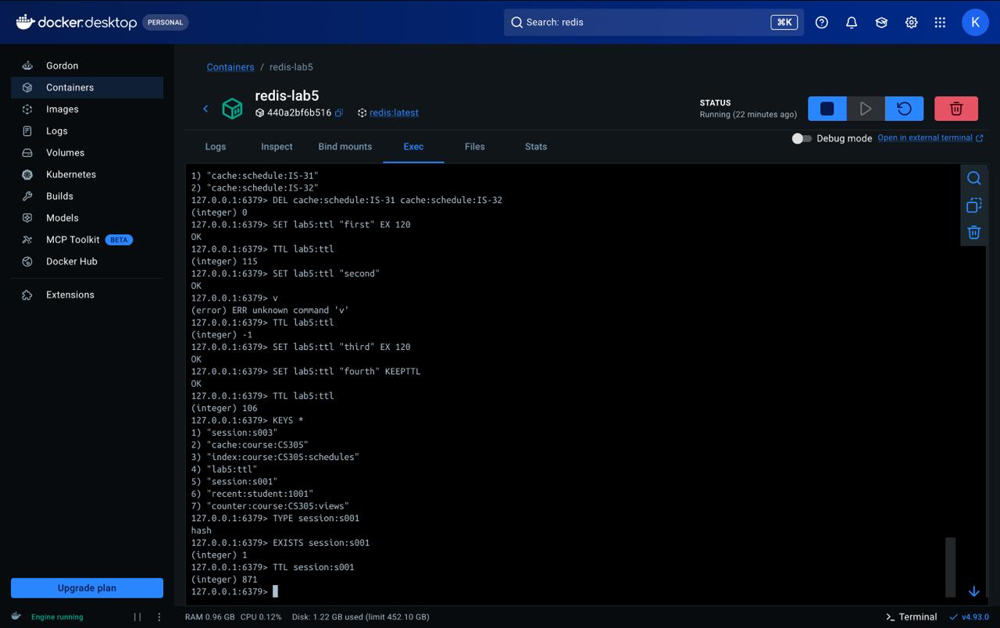 docker.desktop PERSONAL
Search: redis ⌘K
K
Gordon
Containers
Images
Logs
Volumes
Kubernetes
Builds
Models
MCP Toolkit BETA
Docker Hub
Extensions
Upgrade plan
Containers / redis-lab5
redis-lab5
440a2bf6b516 redis:latest
STATUS
Running (22 minutes ago)
Logs Inspect Bind mounts Exec Files Stats
Debug mode Open in external terminal
1) "cache:schedule:IS-31"
2) "cache:schedule:IS-32"
127.0.0.1:6379> DEL cache:schedule:IS-31 cache:schedule:IS-32
(integer) 0
127.0.0.1:6379> SET lab5:ttl "first" EX 120
OK
127.0.0.1:6379> TTL lab5:ttl
(integer) 115
127.0.0.1:6379> SET lab5:ttl "second"
OK
127.0.0.1:6379> v
(error) ERR unknown command 'v'
127.0.0.1:6379> TTL lab5:ttl
(integer) -1
127.0.0.1:6379> SET lab5:ttl "third" EX 120
OK
127.0.0.1:6379> SET lab5:ttl "fourth" KEEPTTL
OK
127.0.0.1:6379> TTL lab5:ttl
(integer) 106
127.0.0.1:6379> KEYS *
1) "session:s003"
2) "cache:course:CS305"
3) "index:course:CS305:schedules"
4) "lab5:ttl"
5) "session:s001"
6) "recent:student:1001"
7) "counter:course:CS305:views"
127.0.0.1:6379> TYPE session:s001
hash
127.0.0.1:6379> EXISTS session:s001
(integer) 1
127.0.0.1:6379> TTL session:s001
(integer) 871
127.0.0.1:6379>
Engine running
RAM 0.96 GB CPU 0.12% Disk: 1.22 GB used (limit 452.10 GB)
>_ Terminal
v4.93.0